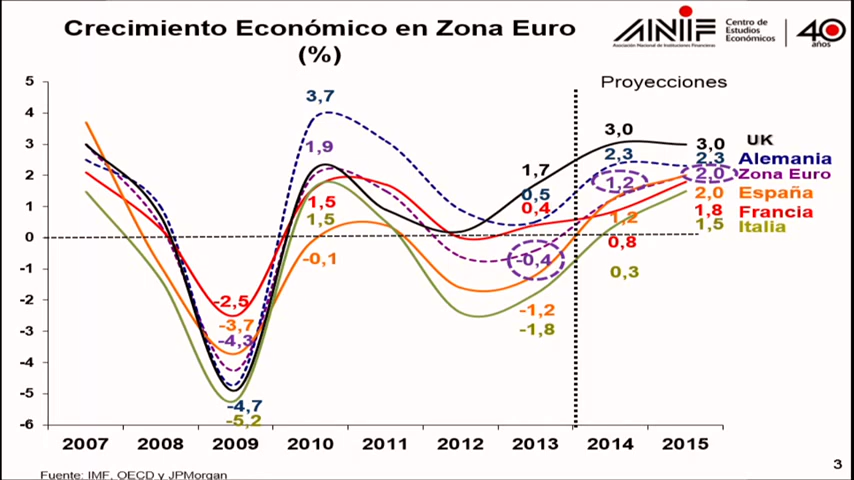 Crecimiento Económico en Zona Euro
(%)
ANIF
Centro de
Estudios
Económicos
Asociación Nacional de Instituciones Financieras
40
años
Proyecciones
5
4
3
2
1
0
-1
-2
-3
-4
-5
-6
3,7
1,9
1,5
1,5
-0,1
-2,5
-3,7
-4,3
-4,7
-5,2
1,7
0,5
0,4
-0,4
-1,2
-1,8
3,0
2,3
1,2
1,2
0,8
0,3
UK
3,0
2,3 Alemania
2,0 Zona Euro
2,0 España
1,8 Francia
1,5 Italia
2007 2008 2009 2010 2011 2012 2013 2014 2015
3
Fuente: IMF, OECD y JPMorgan